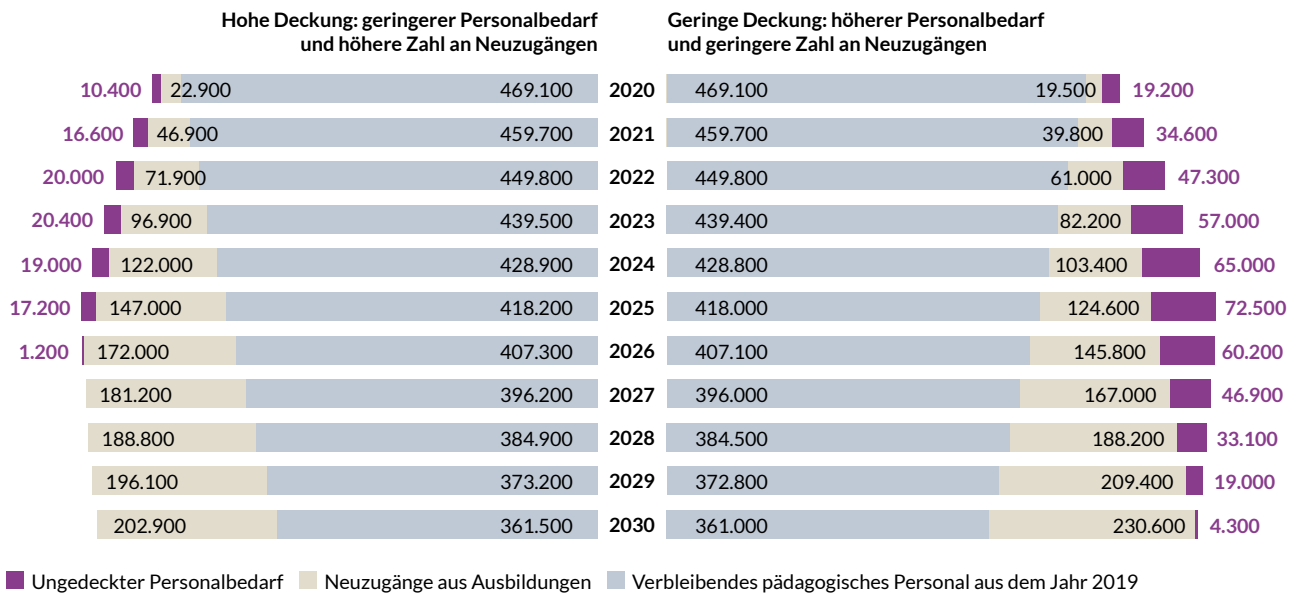 Hohe Deckung: geringerer Personalbedarf
und höhere Zahl an Neuzugängen
Geringe Deckung: höherer Personalbedarf
und geringere Zahl an Neuzugängen
10.400 22.900 469.100 2020 469.100 19.500 19.200
16.600 46.900 459.700 2021 459.700 39.800 34.600
20.000 71.900 449.800 2022 449.800 61.000 47.300
20.400 96.900 439.500 2023 439.400 82.200 57.000
19.000 122.000 428.900 2024 428.800 103.400 65.000
17.200 147.000 418.200 2025 418.000 124.600 72.500
1.200 172.000 407.300 2026 407.100 145.800 60.200
181.200 396.200 2027 396.000 167.000 46.900
188.800 384.900 2028 384.500 188.200 33.100
196.100 373.200 2029 372.800 209.400 19.000
202.900 361.500 2030 361.000 230.600 4.300
Ungedeckter Personalbedarf Neuzugänge aus Ausbildungen Verbleibendes pädagogisches Personal aus dem Jahr 2019